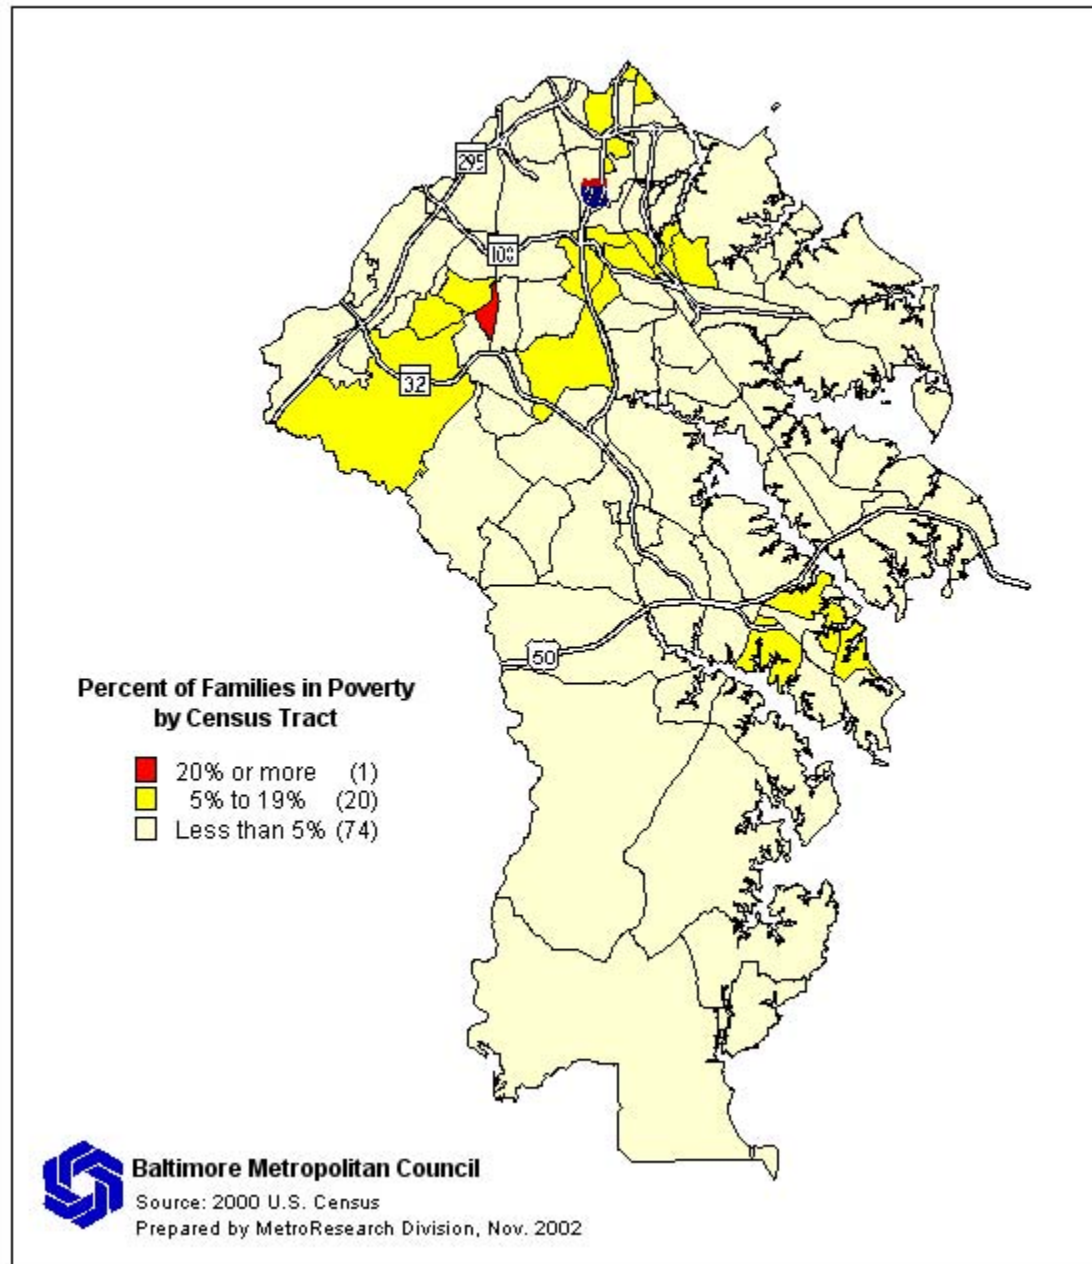 295
100
32
50
Percent of Families in Poverty
by Census Tract
20% or more (1)
5% to 19% (20)
Less than 5% (74)
Baltimore Metropolitan Council
Source: 2000 U.S. Census
Prepared by MetroResearch Division, Nov. 2002